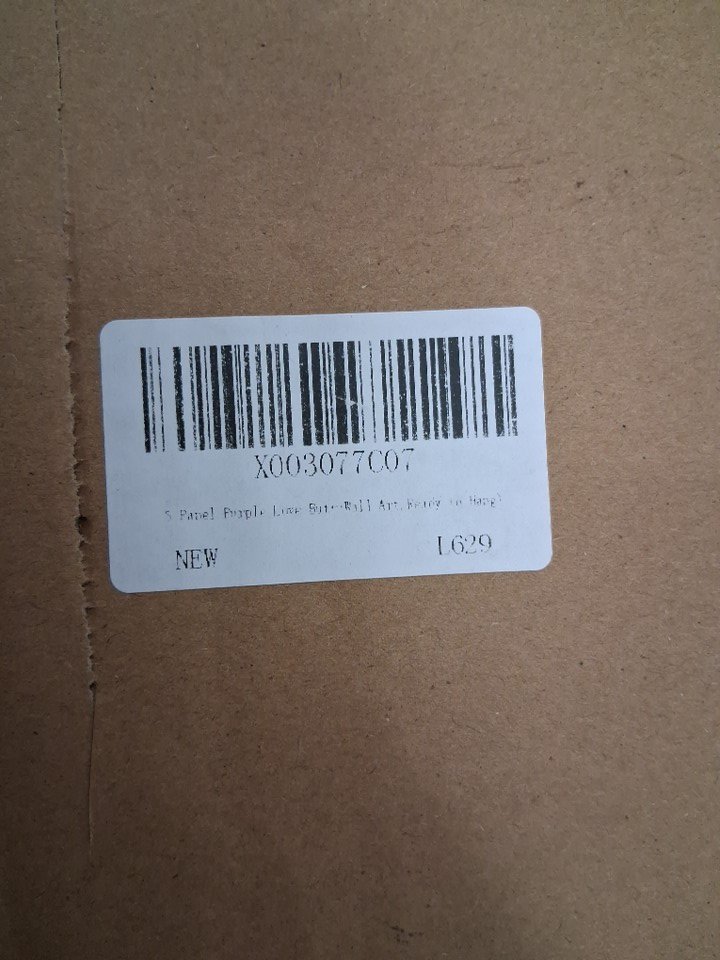 X003077C07
5 Panel Purple Love Wall Art,Ready to Hang)
NEW
L629